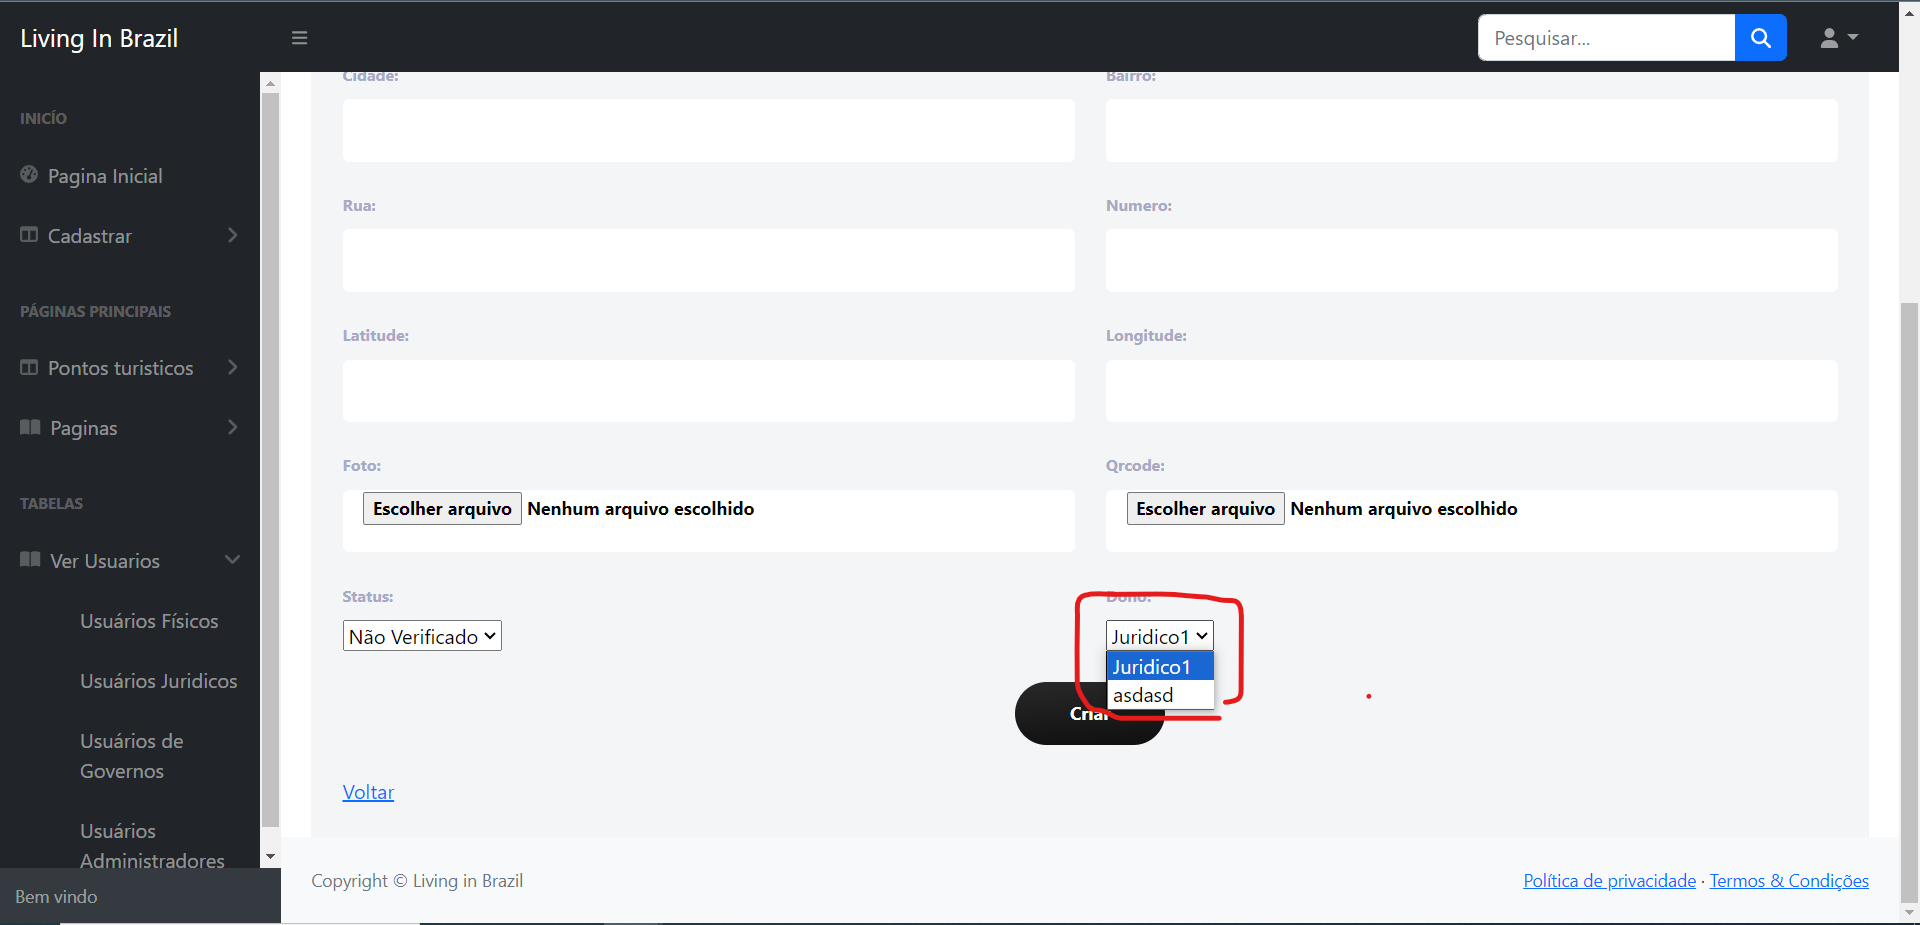 Living In Brazil
Pesquisar...
INICÍO
Pagina Inicial
Cadastrar
PÁGINAS PRINCIPAIS
Pontos turisticos
Paginas
TABELAS
Ver Usuarios
Usuários Físicos
Usuários Juridicos
Usuários de
Governos
Usuários
Administradores
Bem vindo
Cidade:
Bairro:
Rua:
Numero:
Latitude:
Longitude:
Foto:
Qrcode:
Escolher arquivo Nenhum arquivo escolhido
Escolher arquivo Nenhum arquivo escolhido
Status:
Dono:
Não Verificado
Juridico1
Juridico1
asdasd
Criar
Voltar
Copyright © Living in Brazil
Política de privacidade · Termos & Condições